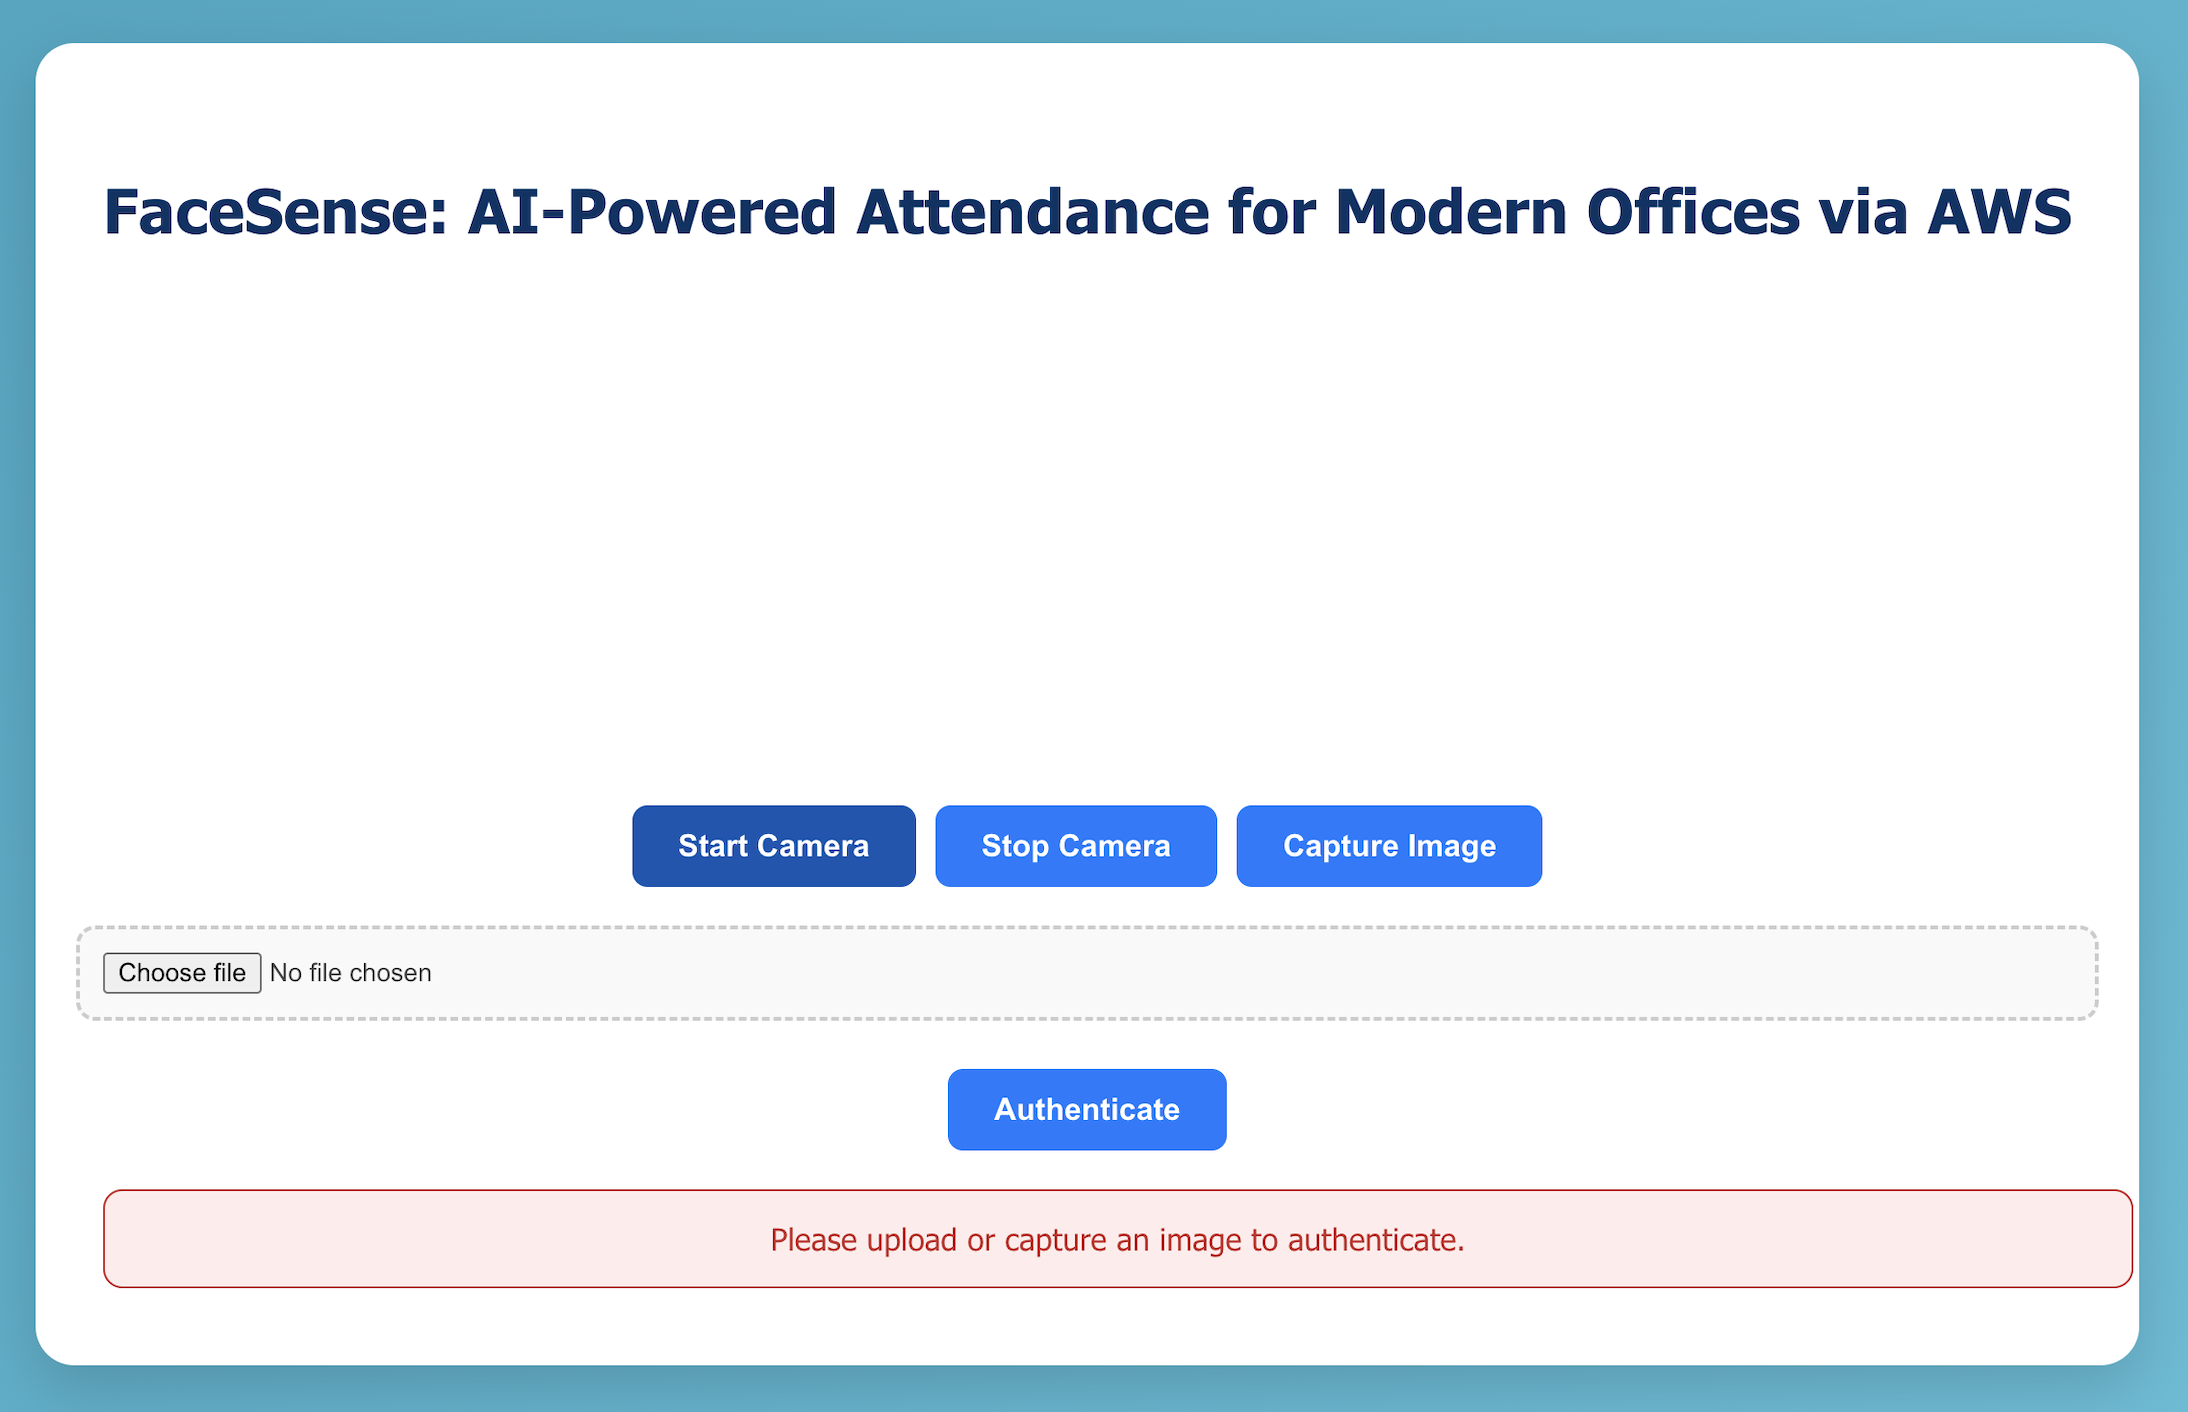 FaceSense: AI-Powered Attendance for Modern Offices via AWS
Start Camera Stop Camera Capture Image
Choose file No file chosen
Authenticate
Please upload or capture an image to authenticate.